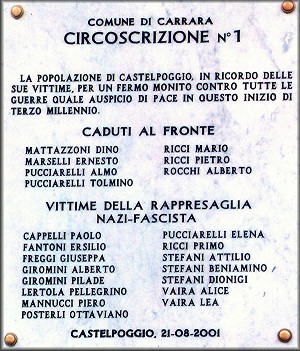 COMUNE DI CARRARA
CIRCOSCRIZIONE N° 1
LA POPOLAZIONE DI CASTELPOGGIO, IN RICORDO DELLE
SUE VITTIME, PER UN FERMO MONITO CONTRO TUTTE LE
GUERRE QUALE AUSPICIO DI PACE IN QUESTO INIZIO DI
TERZO MILLENNIO.
CADUTI AL FRONTE
MATTAZZONI DINO
MARSELLI ERNESTO
PUCCIARELLI ALMO
PUCCIARELLI TOLMINO
RICCI MARIO
RICCI PIETRO
ROCCHI ALBERTO
VITTIME DELLA RAPPRESAGLIA
NAZI-FASCISTA
CAPPELLI PAOLO
FANTONI ERSILIO
FREGGI GIUSEPPA
GIROMINI ALBERTO
GIROMINI PILADE
LERTOLA PELLEGRINO
MANNUCCI PIERO
POSTERLI OTTAVIANO
PUCCIARELLI ELENA
RICCI PRIMO
STEFANI ATTILIO
STEFANI BENIAMINO
STEFANI DIONIGI
VAIRA ALICE
VAIRA LEA
CASTELPOGGIO, 21-08-2001